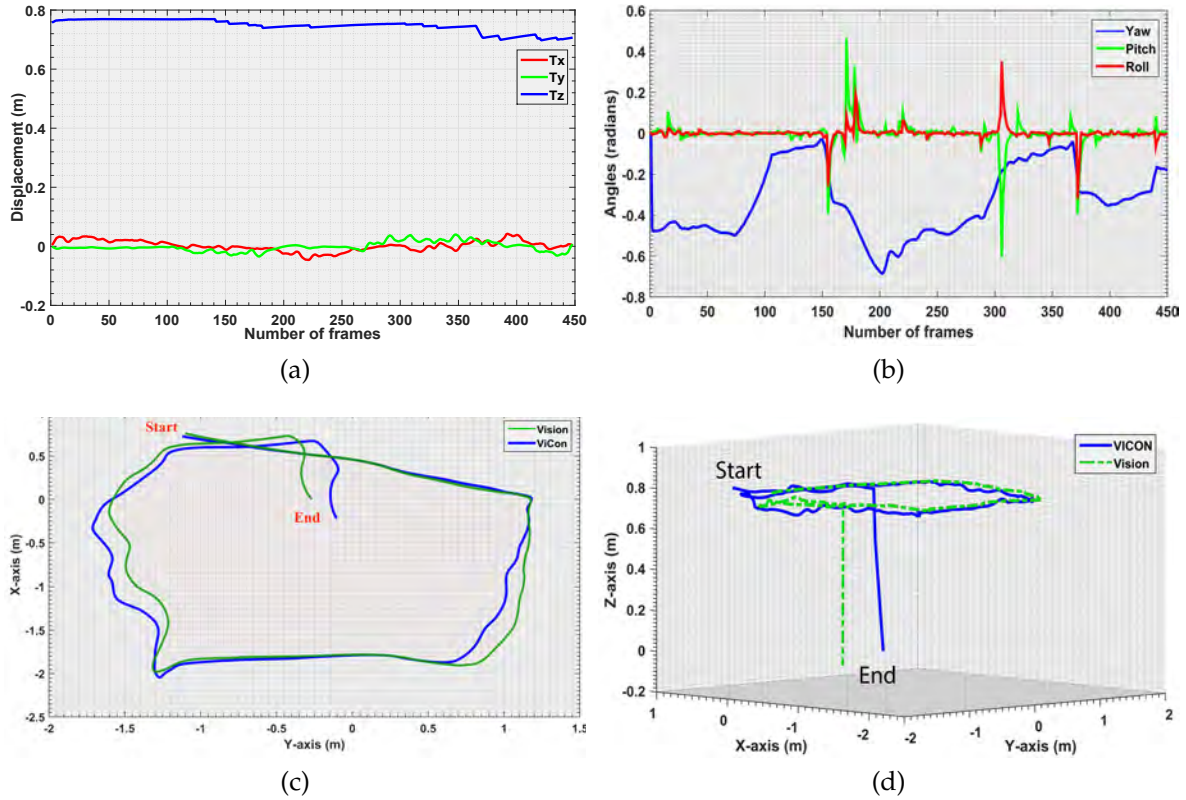 0.8
0.6
0.4
0.2
0
-0.2
Displacement (m)
Tx
Ty
Tz
0 50 100 150 200 250 300 350 400 450
Number of frames
(a)
0.6
0.4
0.2
0
-0.2
-0.4
-0.6
-0.8
Angles (radians)
Yaw
Pitch
Roll
0 50 100 150 200 250 300 350 400 450
Number of frames
(b)
0.5
0
-0.5
-1
-1.5
-2
-2.5
X-axis (m)
Start
End
Vision
ViCon
-2 -1.5 -1 -0.5 0 0.5 1 1.5
Y-axis (m)
(c)
1
0.8
0.6
0.4
0.2
0
-0.2
Z-axis (m)
Start
End
VICON
Vision
1 0 -1 -2 -2 -1 0 1 2
X-axis (m) Y-axis (m)
(d)